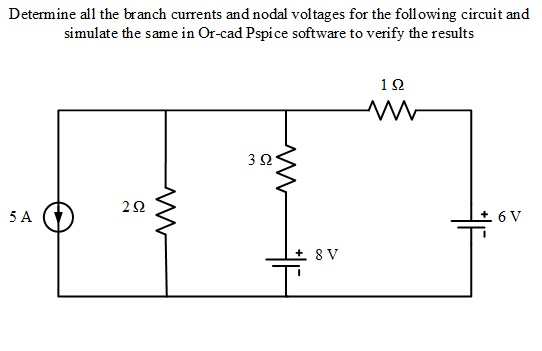 Determine all the branch currents and nodal voltages for the following circuit and
simulate the same in Or-cad Pspice software to verify the results
1 Ω
3 Ω
2 Ω
5 A
+ 6 V
-
+ 8 V
-